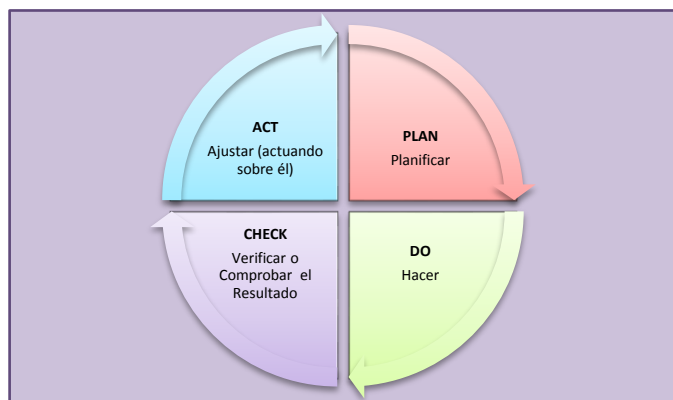 ACT
Ajustar (actuando
sobre él)
PLAN
Planificar
CHECK
Verificar o
Comprobar el
Resultado
DO
Hacer